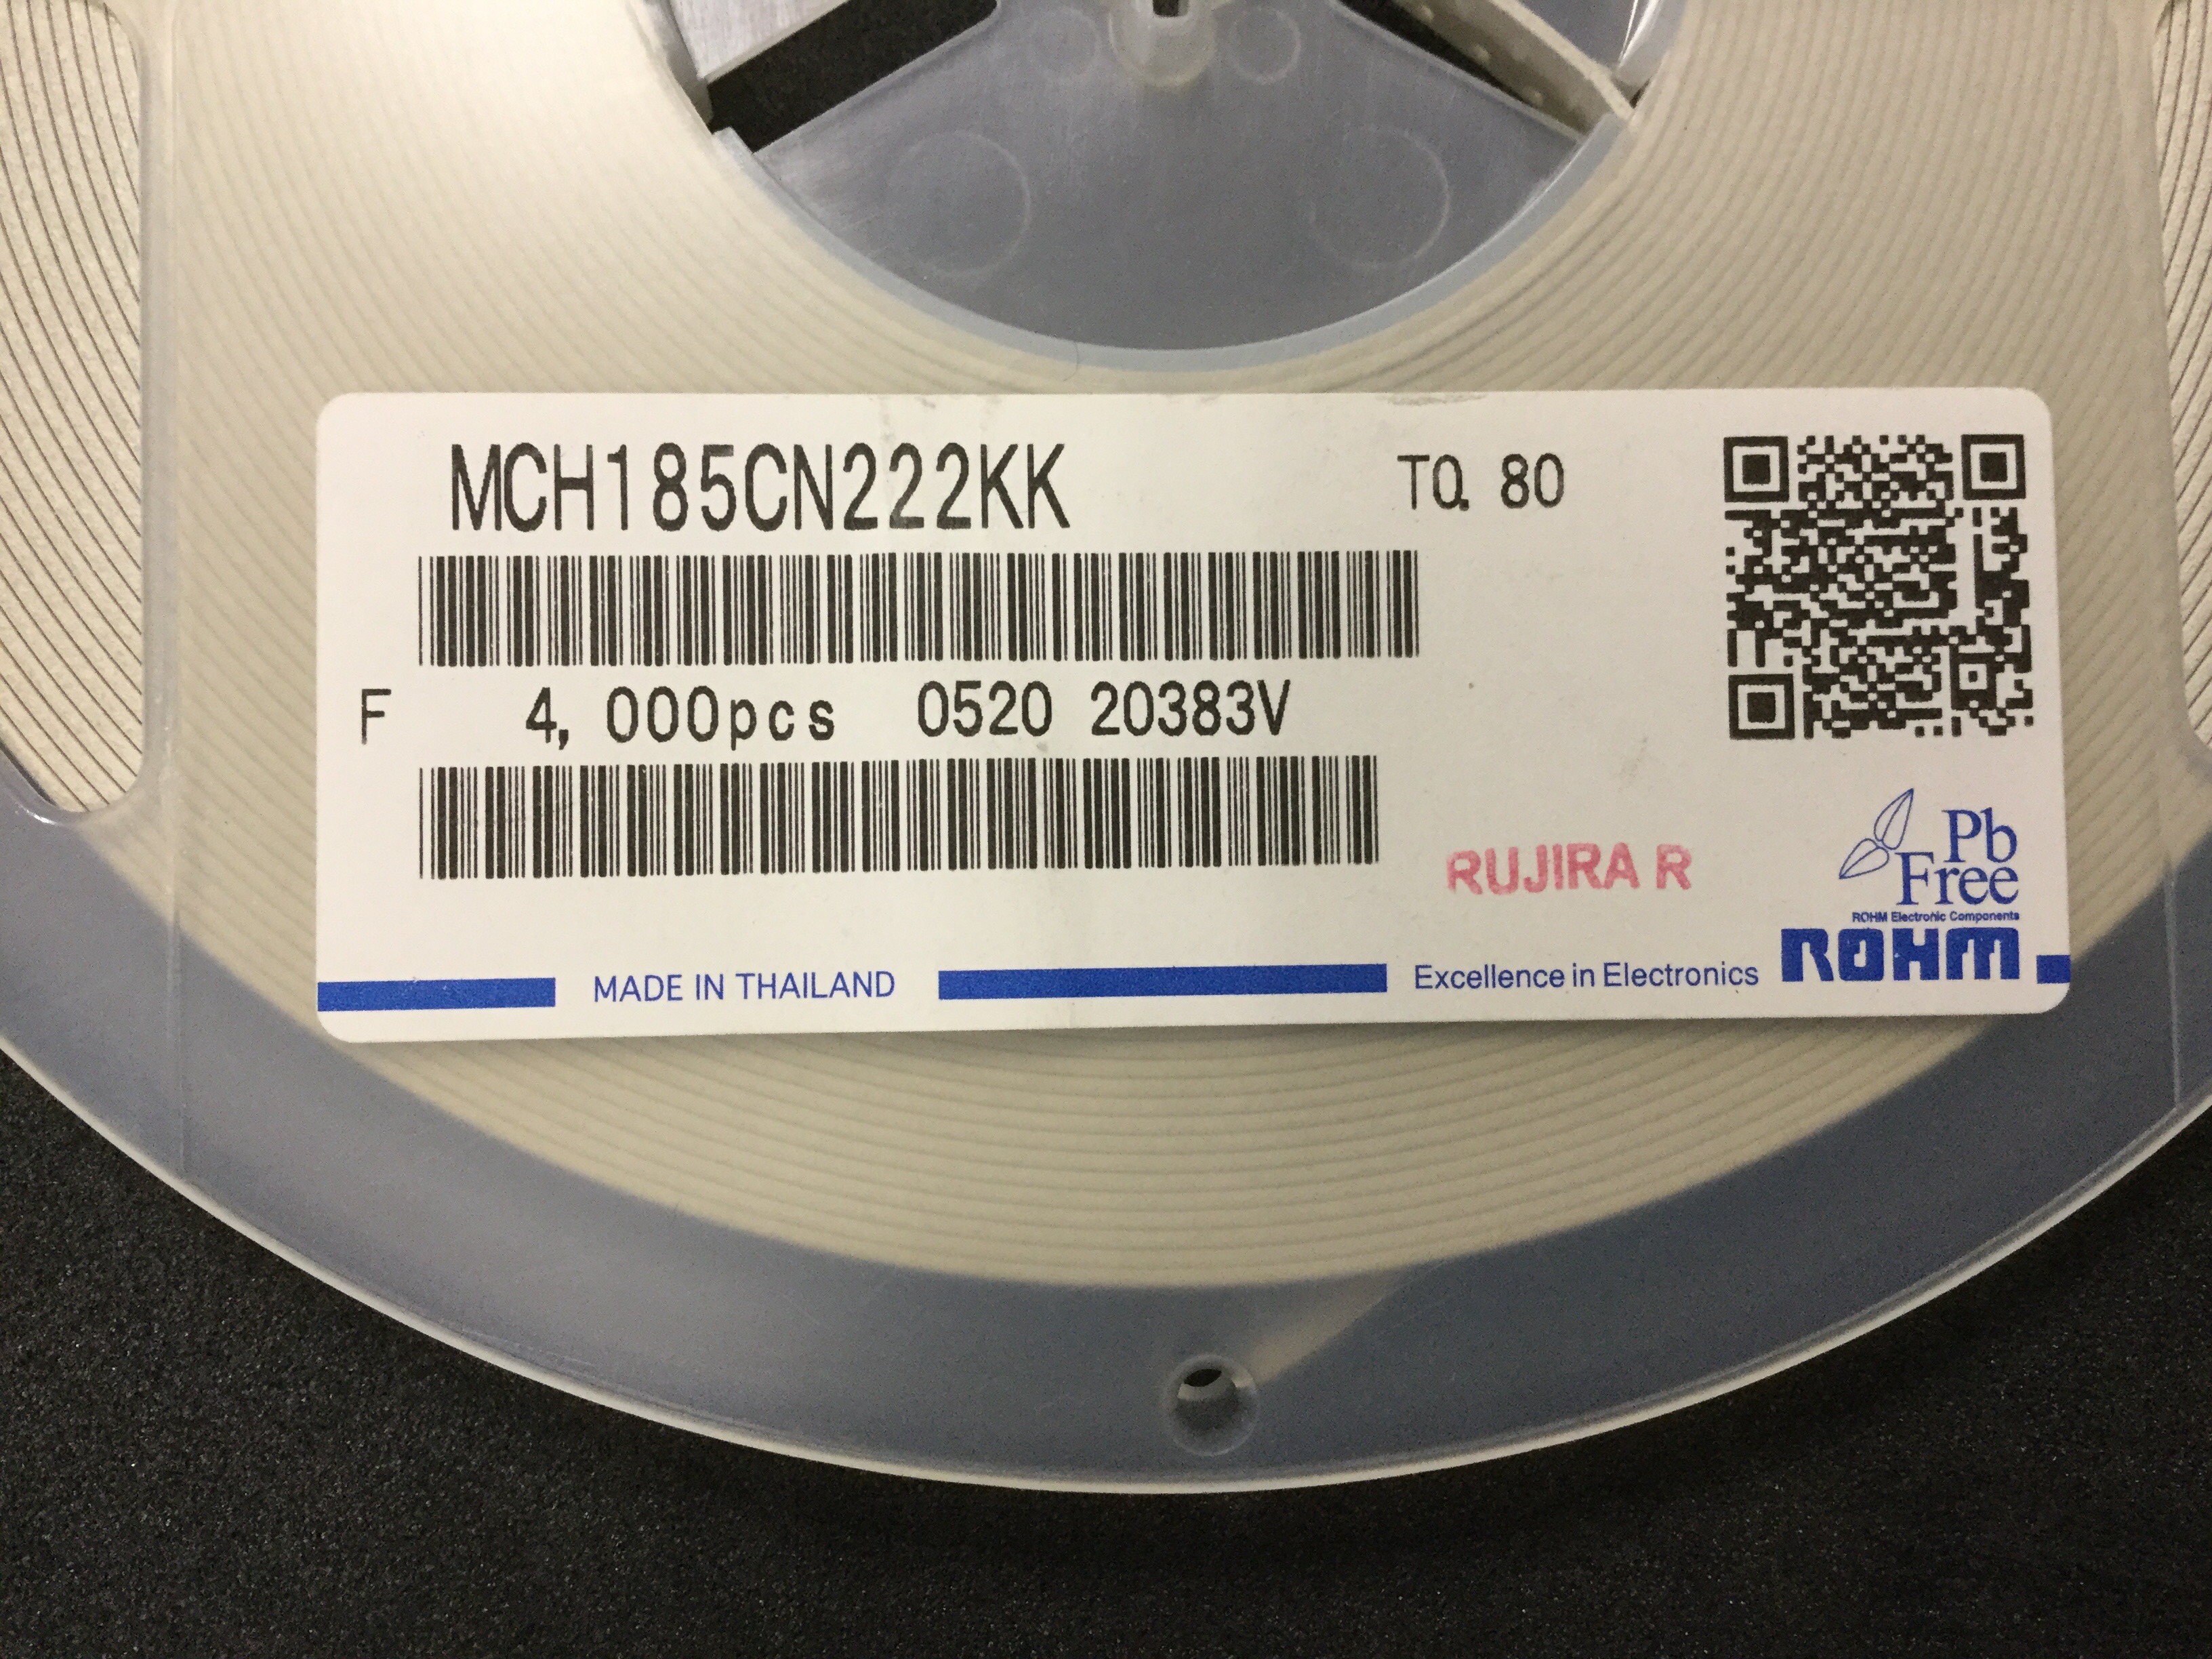 MCH185CN222KK TQ. 80
F 4,000pcs 0520 20383V
RUJIRA R
Pb
Free
ROHM Electronic Components
MADE IN THAILAND Excellence in Electronics ROHM